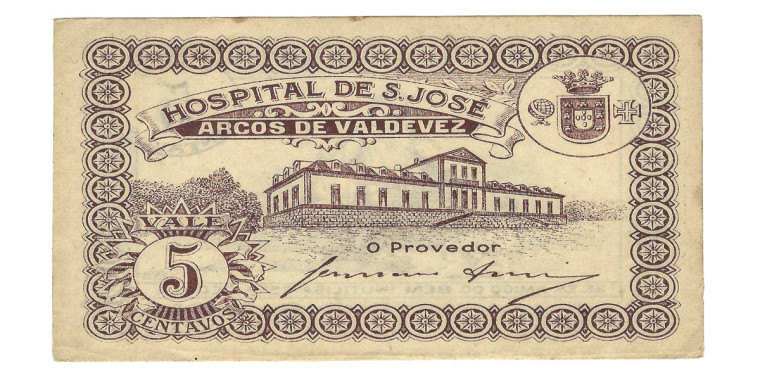 HOSPITAL DE S. JOSÉ
ARCOS DE VALDEVEZ
O Provedor
VALE
5
CENTAVOS